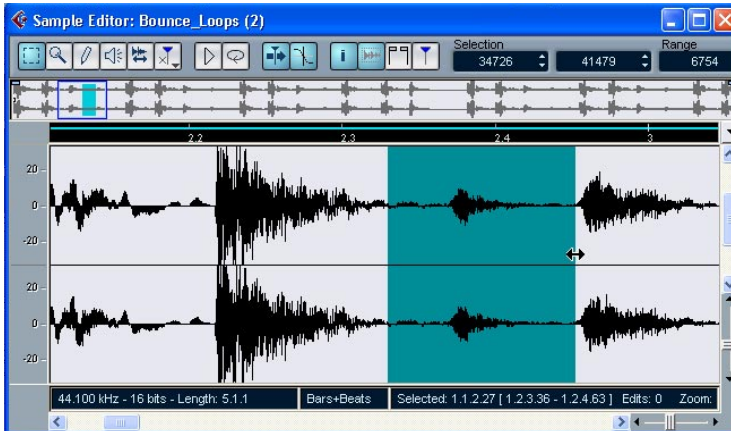 Sample Editor: Bounce_Loops (2)
Selection
Range
34726
41479
6754
2.2
2.3
2.4
3
20
0
-20
20
0
-20
44.100 kHz - 16 bits - Length: 5.1.1
Bars+Beats
Selected: 1.1.2.27 [ 1.2.3.36 - 1.2.4.63 ]
Edits: 0
Zoom: